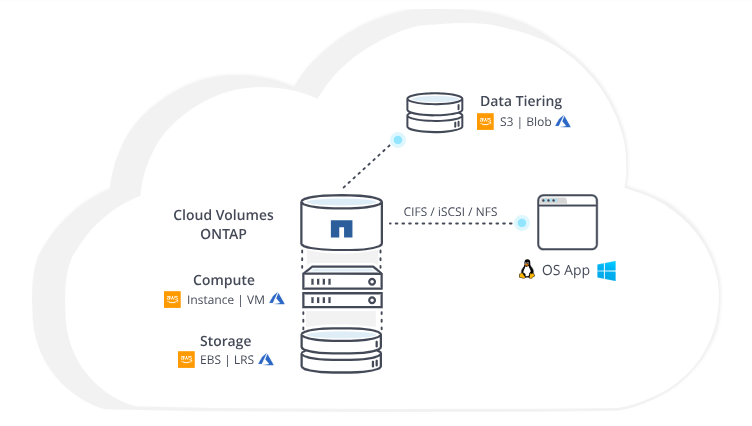 Data Tiering
aws S3 | Blob
Cloud Volumes
ONTAP
CIFS / iSCSI / NFS
Compute
aws Instance | VM
OS App
Storage
aws EBS | LRS